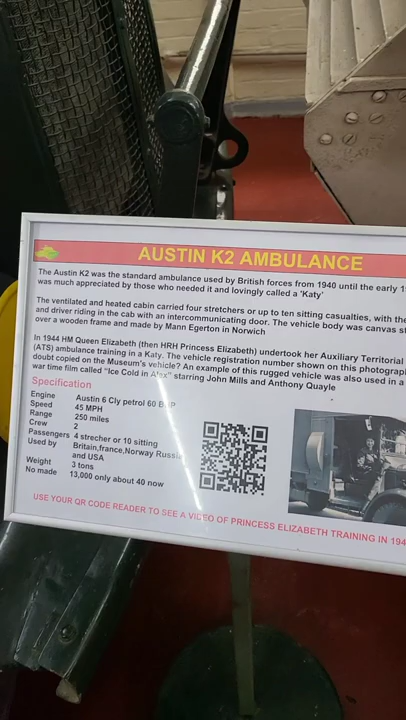 AUSTIN K2 AMBULANCE
The Austin K2 was the standard ambulance used by British forces from 1940 until the early
was much appreciated by those who needed it and lovingly called a 'Katy'
The ventilated and heated cabin carried four stretchers or up to ten sitting casualties, with the
and driver riding in the cab with an intercommunicating door. The vehicle body was canvas
over a wooden frame and made by Mann Egerton in Norwich
In 1944 HM Queen Elizabeth (then HRH Princess Elizabeth) undertook her Auxiliary Territorial
(ATS) ambulance training in a Katy. The vehicle registration number shown on this
doubt copied on the Museum's vehicle? An example of this rugged vehicle was also used in a
war time film called "Ice Cold in Alex" starring John Mills and Anthony Quayle
Specification
Engine Austin 6 Cly petrol 60 BHP
Speed 45 MPH
Range 250 miles
Crew 2
Passengers 4 strecher or 10 sitting
Used by Britain,france,Norway Russia
and USA
Weight 3 tons
No made 13,000 only about 40 now
USE YOUR QR CODE READER TO SEE A VIDEO OF PRINCESS ELIZABETH TRAINING IN